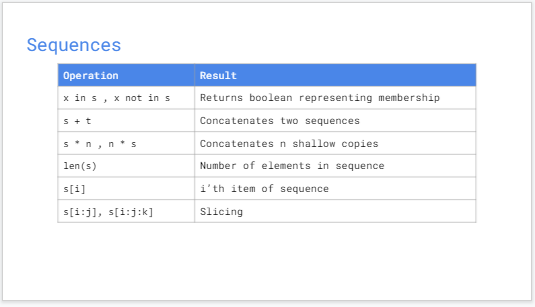 Sequences
Operation Result
x in s , x not in s Returns boolean representing membership
s + t Concatenates two sequences
s * n , n * s Concatenates n shallow copies
len(s) Number of elements in sequence
s[i] i'th item of sequence
s[i:j], s[i:j:k] Slicing